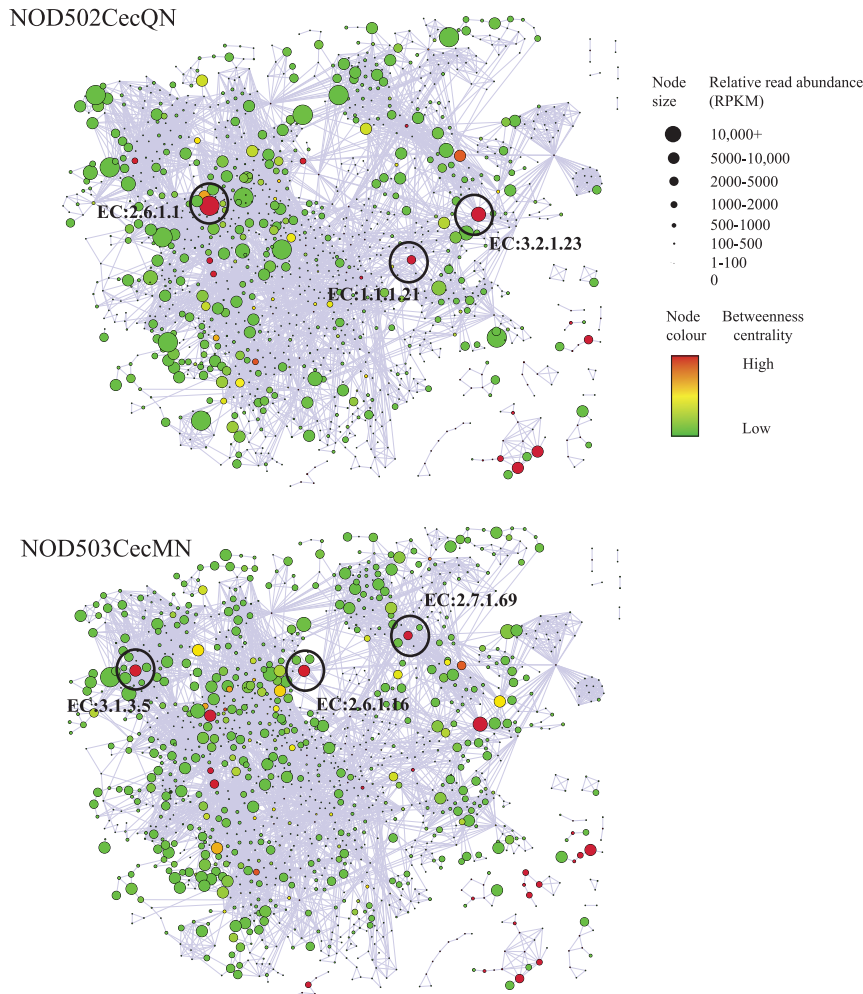 NOD502CecQN
EC:2.6.1.1
EC:3.2.1.23
EC:1.1.1.21
Node size
Relative read abundance (RPKM)
10,000+
5000-10,000
2000-5000
1000-2000
500-1000
100-500
1-100
0
Node colour
Betweenness centrality
High
Low
NOD503CecMN
EC:2.7.1.69
EC:3.1.3.5
EC:2.6.1.16